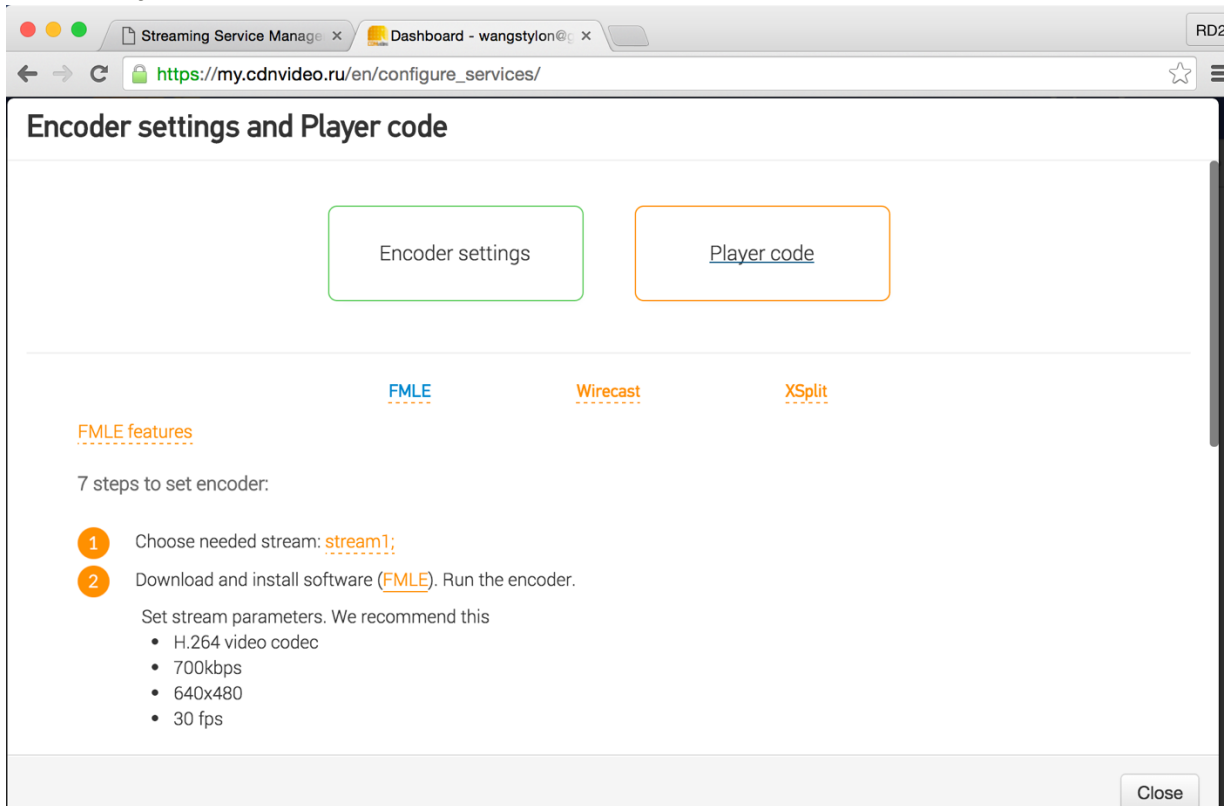 Streaming Service Manage
Dashboard - wangstylon@g
RD2
https://my.cdnvideo.ru/en/configure_services/
Encoder settings and Player code
Encoder settings
Player code
FMLE
Wirecast
XSplit
FMLE features
7 steps to set encoder:
1 Choose needed stream: stream1;
2 Download and install software (FMLE). Run the encoder.
Set stream parameters. We recommend this
• H.264 video codec
• 700kbps
• 640x480
• 30 fps
Close